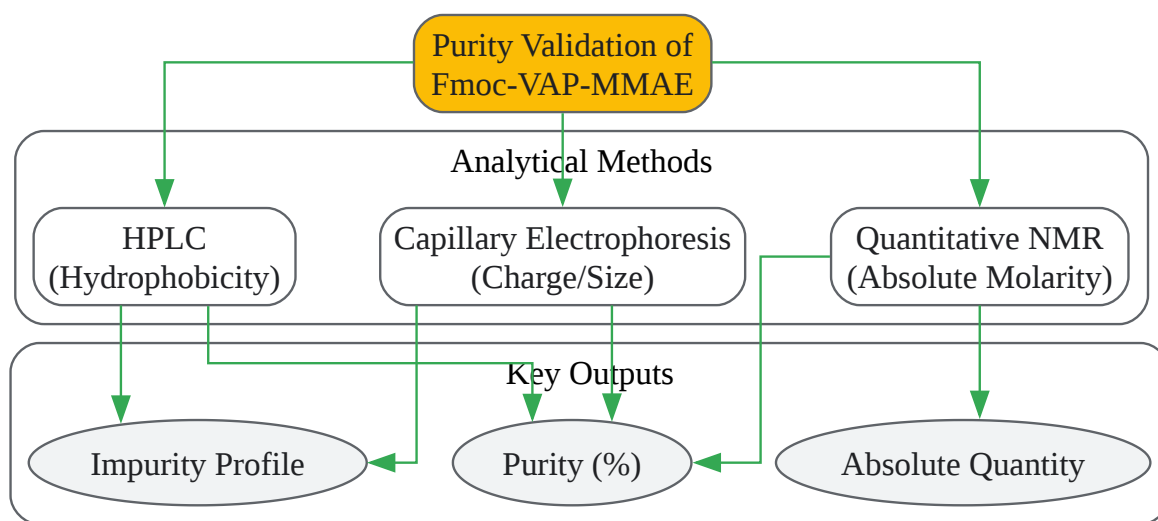 Purity Validation of
Fmoc-VAP-MMAE
Analytical Methods
HPLC
(Hydrophobicity)
Capillary Electrophoresis
(Charge/Size)
Quantitative NMR
(Absolute Molarity)
Key Outputs
Impurity Profile
Purity (%)
Absolute Quantity